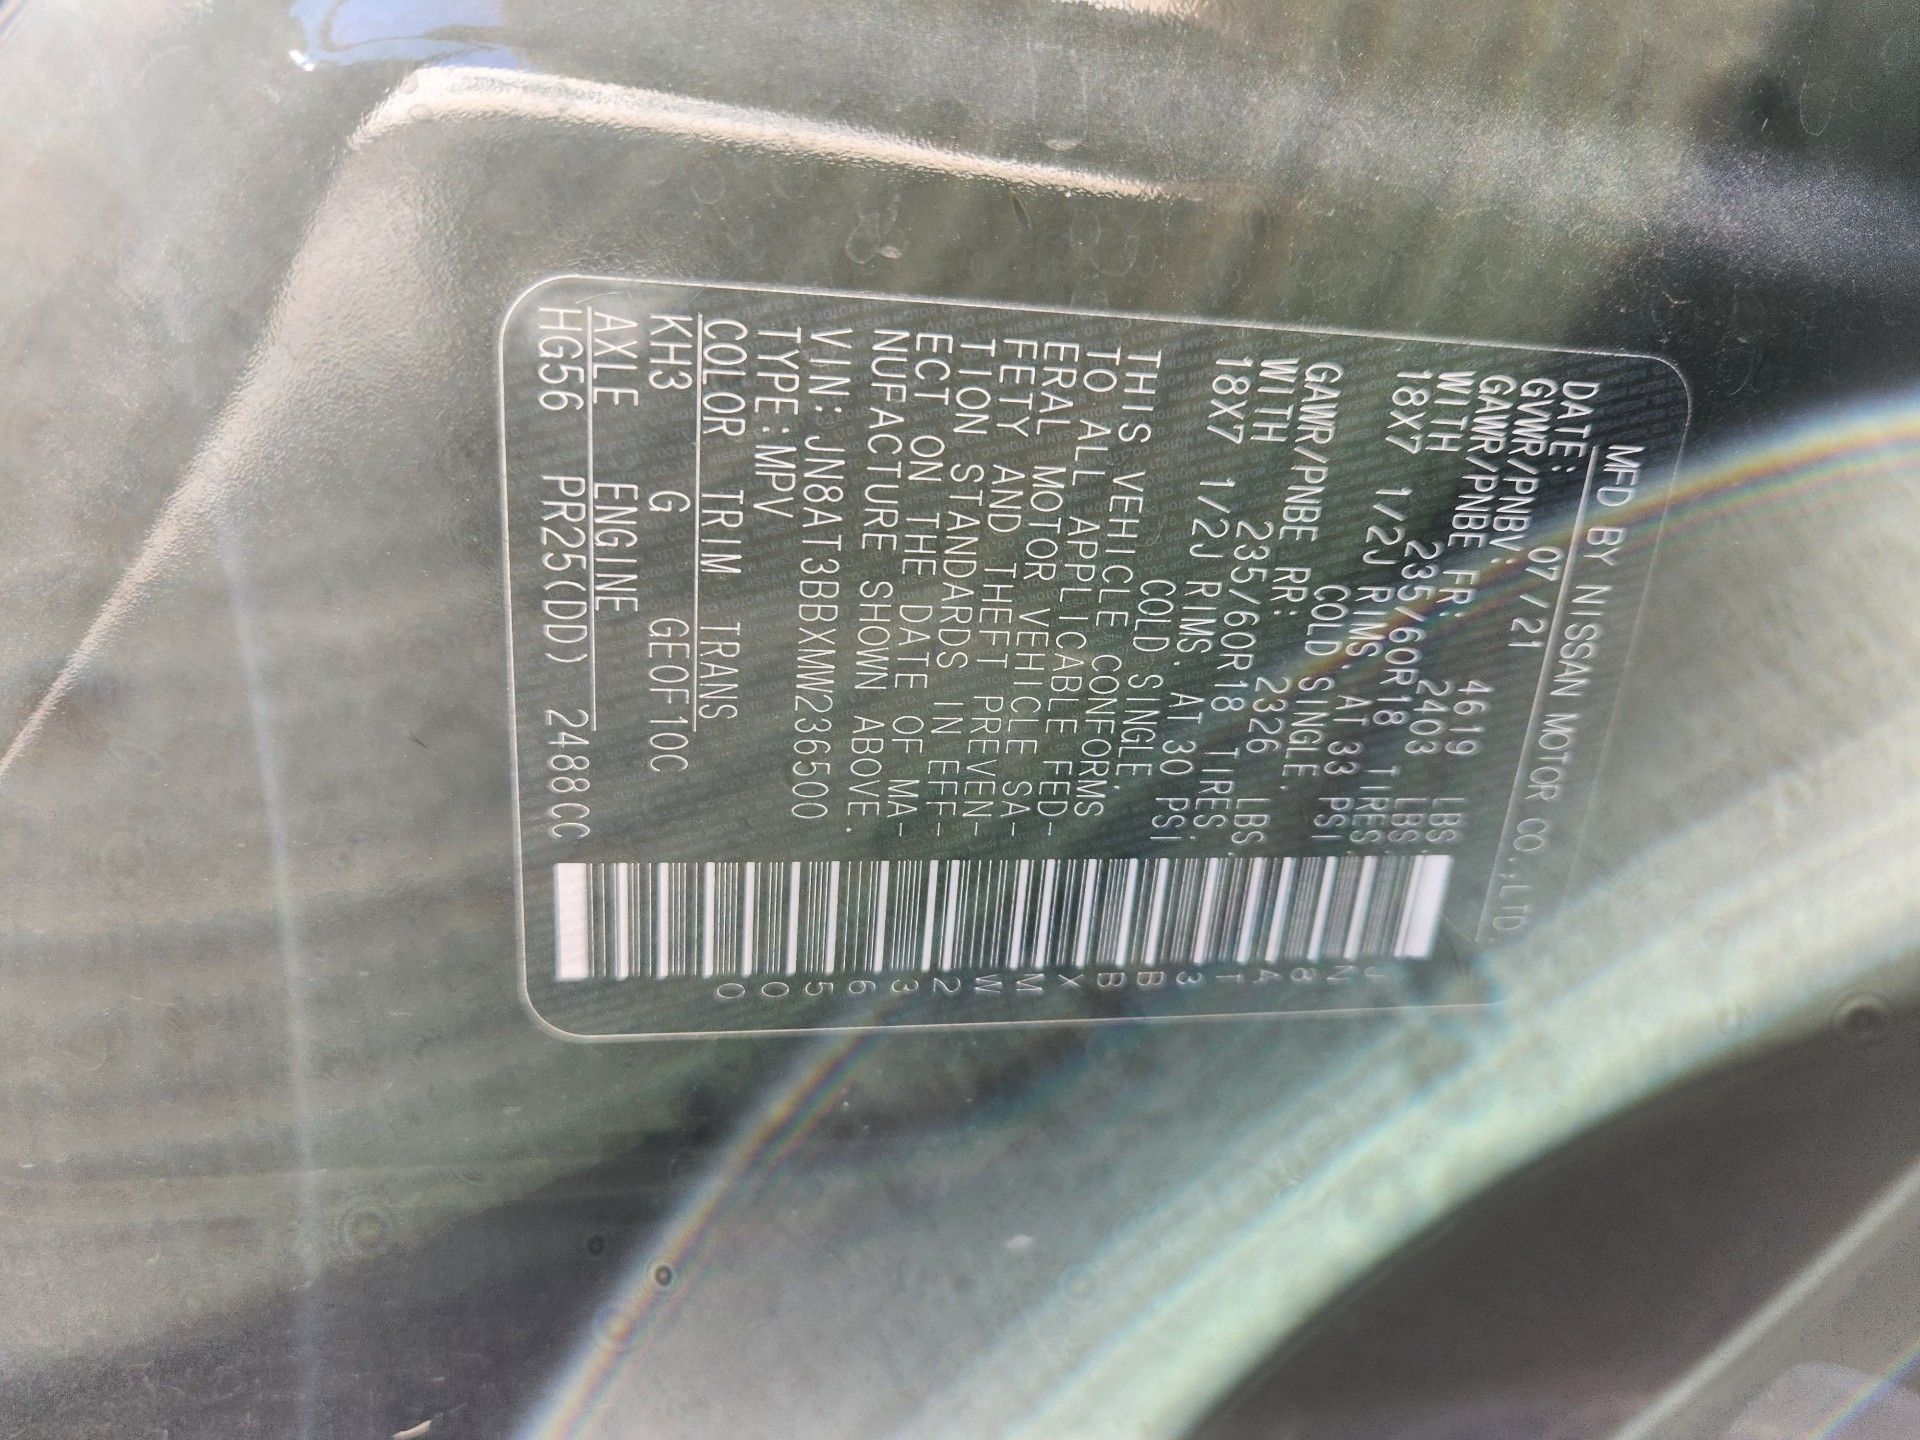 MFD BY NISSAN MOTOR CO.,LTD.
DATE: 07/21
GVWR/PNBV: 4619 LBS.
GAWR/PNBE FR: 2403 LBS.
WITH 235/60R18 TIRES.
18X7 1/2J RIMS. AT 33 PSI
COLD SINGLE.
GAWR/PNBE RR: 2326 LBS.
WITH 235/60R18 TIRES.
18X7 1/2J RIMS. AT 30 PSI
COLD SINGLE.
THIS VEHICLE CONFORMS
TO ALL APPLICABLE FED-
ERAL MOTOR VEHICLE SA-
FETY AND THEFT PREVEN-
TION STANDARDS IN EFF-
ECT ON THE DATE OF MA-
NUFACTURE SHOWN ABOVE.
VIN:JN8AT3BBXMW236500
TYPE:MPV
COLOR TRIM TRANS
KH3 G GE0F10C
AXLE ENGINE
HG56 PR25(DD) 2488CC
JN8AT3BBXMW236500